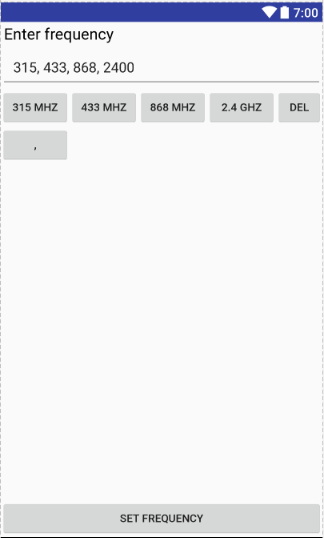 7:00
Enter frequency
315, 433, 868, 2400
315 MHZ 433 MHZ 868 MHZ 2.4 GHZ DEL
,
SET FREQUENCY